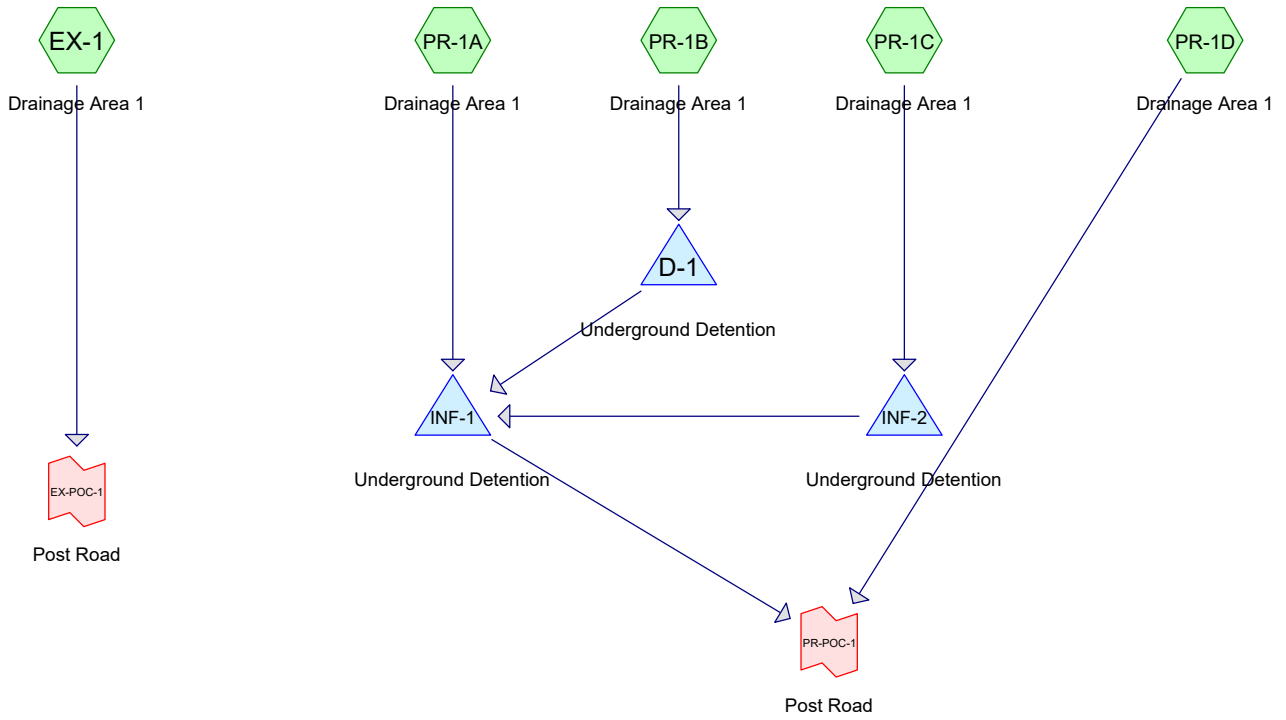 EX-1
PR-1A
PR-1B
PR-1C
PR-1D
Drainage Area 1
Drainage Area 1
Drainage Area 1
Drainage Area 1
Drainage Area 1
D-1
Underground Detention
INF-1
INF-2
Underground Detention
Underground Detention
EX-POC-1
Post Road
PR-POC-1
Post Road